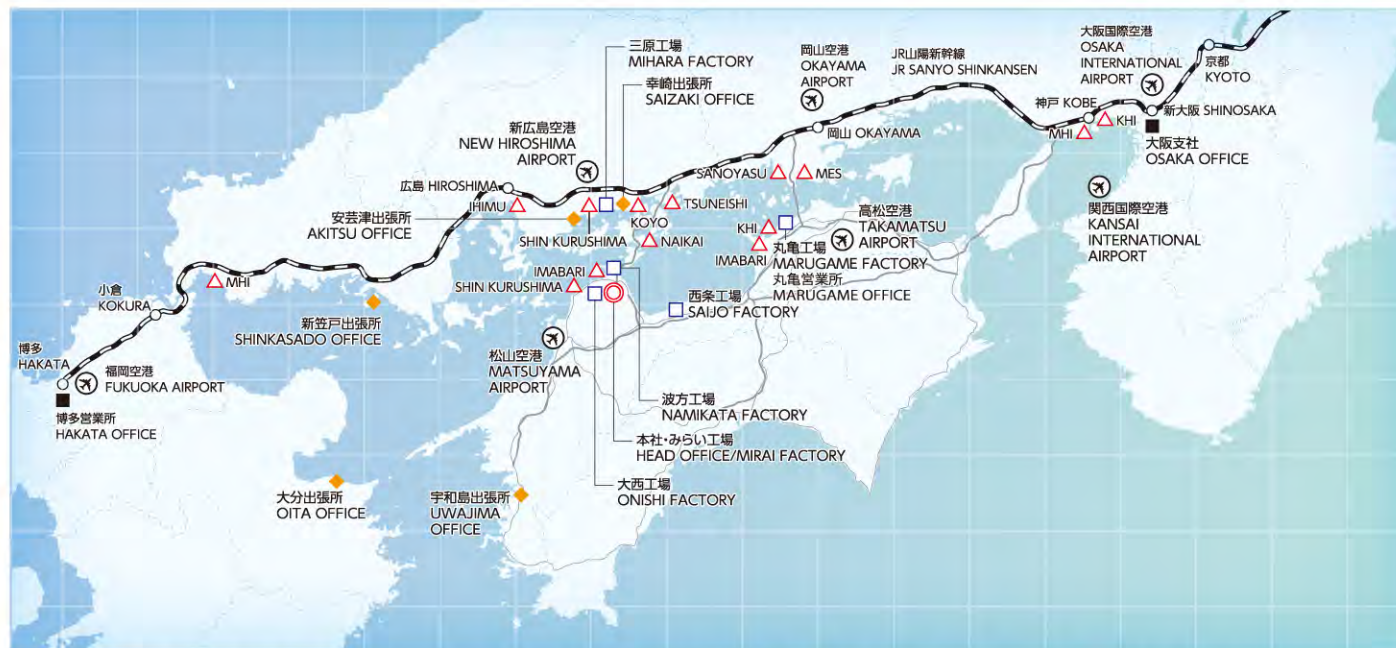 三原工場
MIHARA FACTORY
幸崎出張所
SAIZAKI OFFICE
岡山空港
OKAYAMA
AIRPORT
JR山陽新幹線
JR SANYO SHINKANSEN
大阪国際空港
OSAKA
INTERNATIONAL
AIRPORT
京都
KYOTO
神戸 KOBE
新大阪 SHINOSAKA
KHI
MHI
大阪支社
OSAKA OFFICE
岡山 OKAYAMA
新広島空港
NEW HIROSHIMA
AIRPORT
広島 HIROSHIMA
SANOYASU
MES
IHIMU
TSUNEISHI
KOYO
関西国際空港
KANSAI
INTERNATIONAL
AIRPORT
安芸津出張所
AKITSU OFFICE
SHIN KURUSHIMA
NAIKAI
KHI
IMABARI
高松空港
TAKAMATSU
AIRPORT
丸亀工場
MARUGAME FACTORY
丸亀営業所
MARUGAME OFFICE
MHI
IMABARI
SHIN KURUSHIMA
小倉
KOKURA
西条工場
SAIJO FACTORY
新笠戸出張所
SHINKASADO OFFICE
博多
HAKATA
福岡空港
FUKUOKA AIRPORT
松山空港
MATSUYAMA
AIRPORT
博多営業所
HAKATA OFFICE
波方工場
NAMIKATA FACTORY
本社・みらい工場
HEAD OFFICE/MIRAI FACTORY
大西工場
ONISHI FACTORY
大分出張所
OITA OFFICE
宇和島出張所
UWAJIMA
OFFICE